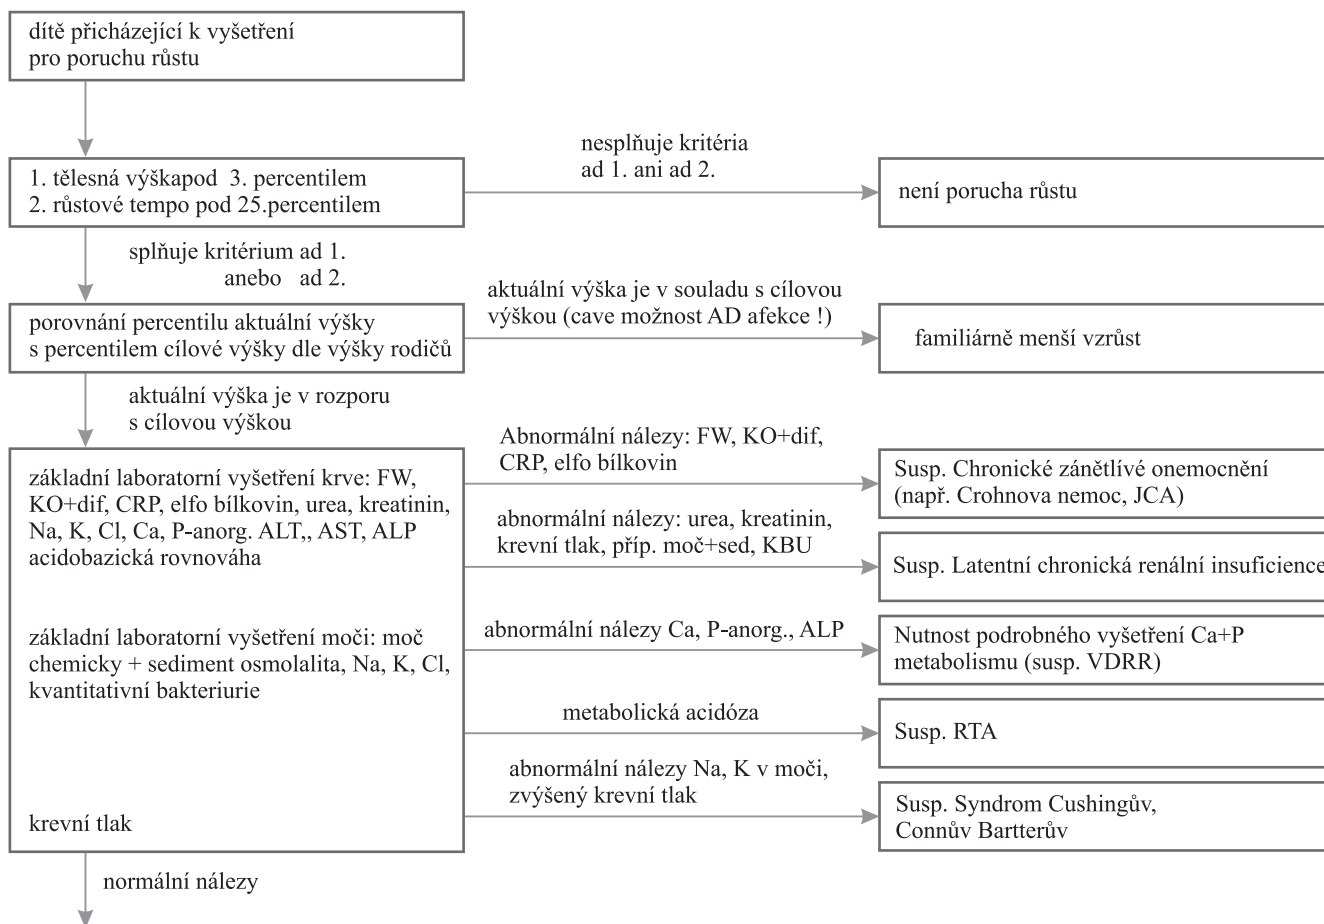 dítě přicházející k vyšetření
pro poruchu růstu
nesplňuje kritéria
ad 1. ani ad 2.
1. tělesná výškapod 3. percentilem
2. růstové tempo pod 25.percentilem
není porucha růstu
splňuje kritérium ad 1.
anebo ad 2.
aktuální výška je v souladu s cílovou
výškou (cave možnost AD afekce !)
porovnání percentilu aktuální výšky
s percentilem cílové výšky dle výšky rodičů
familiárně menší vzrůst
aktuální výška je v rozporu
s cílovou výškou
základní laboratorní vyšetření krve: FW,
KO+dif, CRP, elfo bílkovin, urea, kreatinin,
Na, K, Cl, Ca, P-anorg. ALT,, AST, ALP
acidobazická rovnováha
základní laboratorní vyšetření moči: moč
chemicky + sediment osmolalita, Na, K, Cl,
kvantitativní bakteriurie
krevní tlak
Abnormální nálezy: FW, KO+dif,
CRP, elfo bílkovin
Susp. Chronické zánětlívé onemocnění
(např. Crohnova nemoc, JCA)
abnormální nálezy: urea, kreatinin,
krevní tlak, příp. moč+sed, KBU
Susp. Latentní chronická renální insuficience
abnormální nálezy Ca, P-anorg., ALP
Nutnost podrobného vyšetření Ca+P
metabolismu (susp. VDRR)
metabolická acidóza
Susp. RTA
abnormální nálezy Na, K v moči,
zvýšený krevní tlak
Susp. Syndrom Cushingův,
Connův Bartterův
normální nálezy